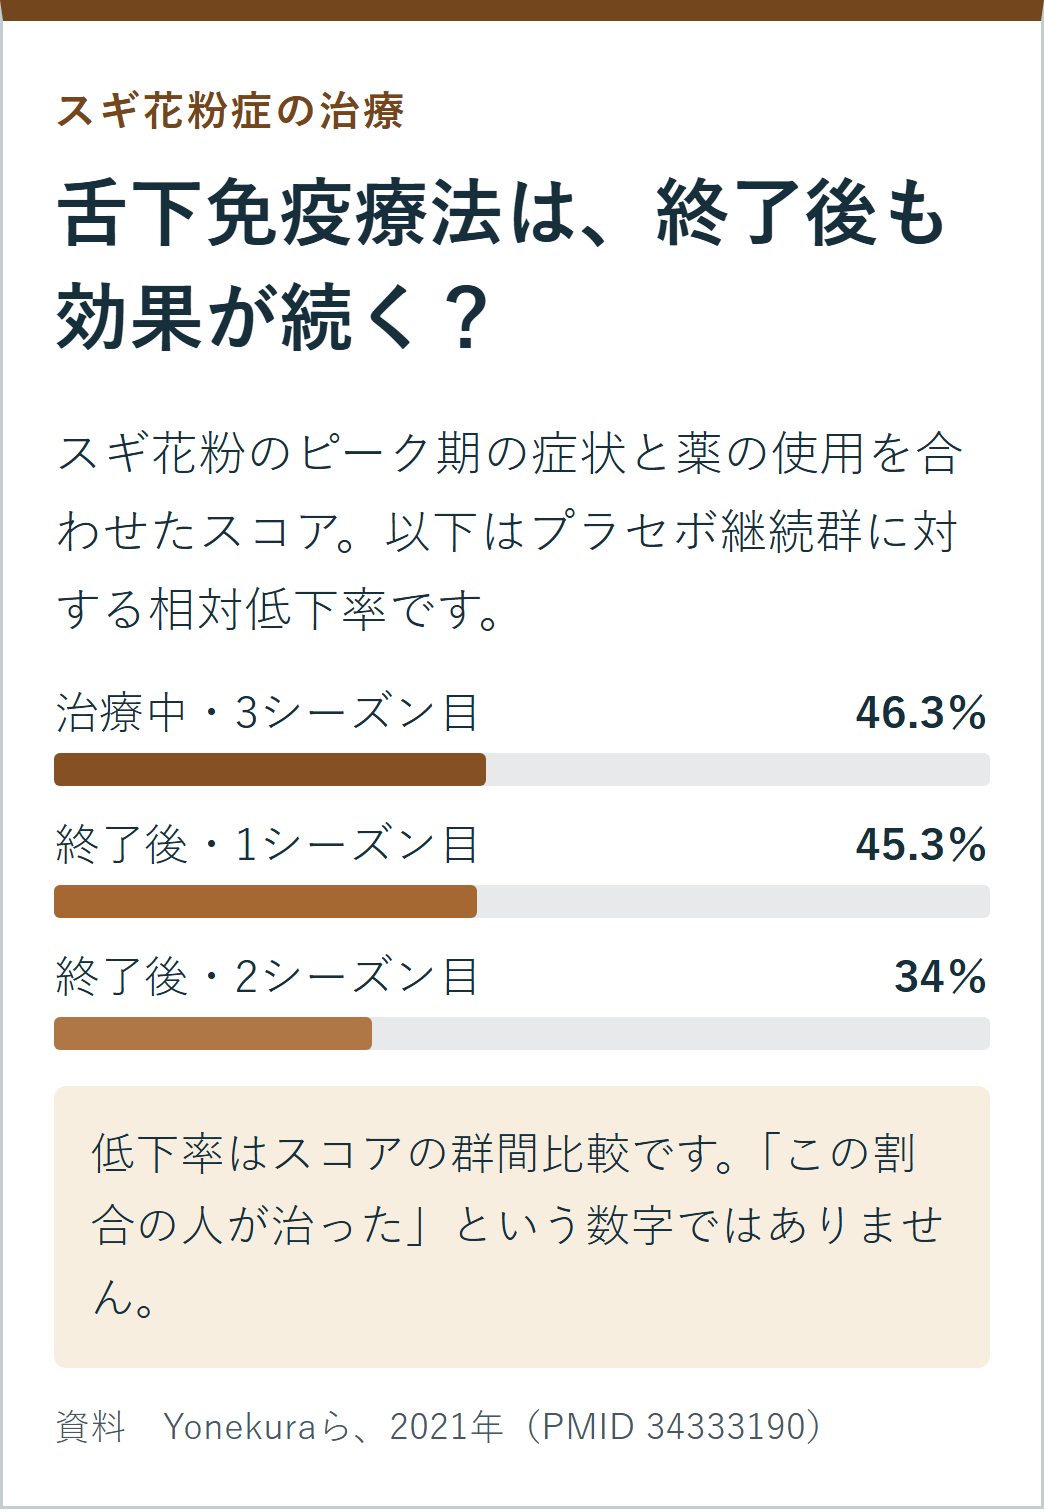 スギ花粉症の治療
舌下免疫療法は、終了後も
効果が続く？
スギ花粉のピーク期の症状と薬の使用を合
わせたスコア。以下はプラセボ継続群に対
する相対低下率です。
治療中・3シーズン目 46.3%
終了後・1シーズン目 45.3%
終了後・2シーズン目 34%
低下率はスコアの群間比較です。「この割
合の人が治った」という数字ではありませ
ん。
資料　Yonekuraら、2021年（PMID 34333190）